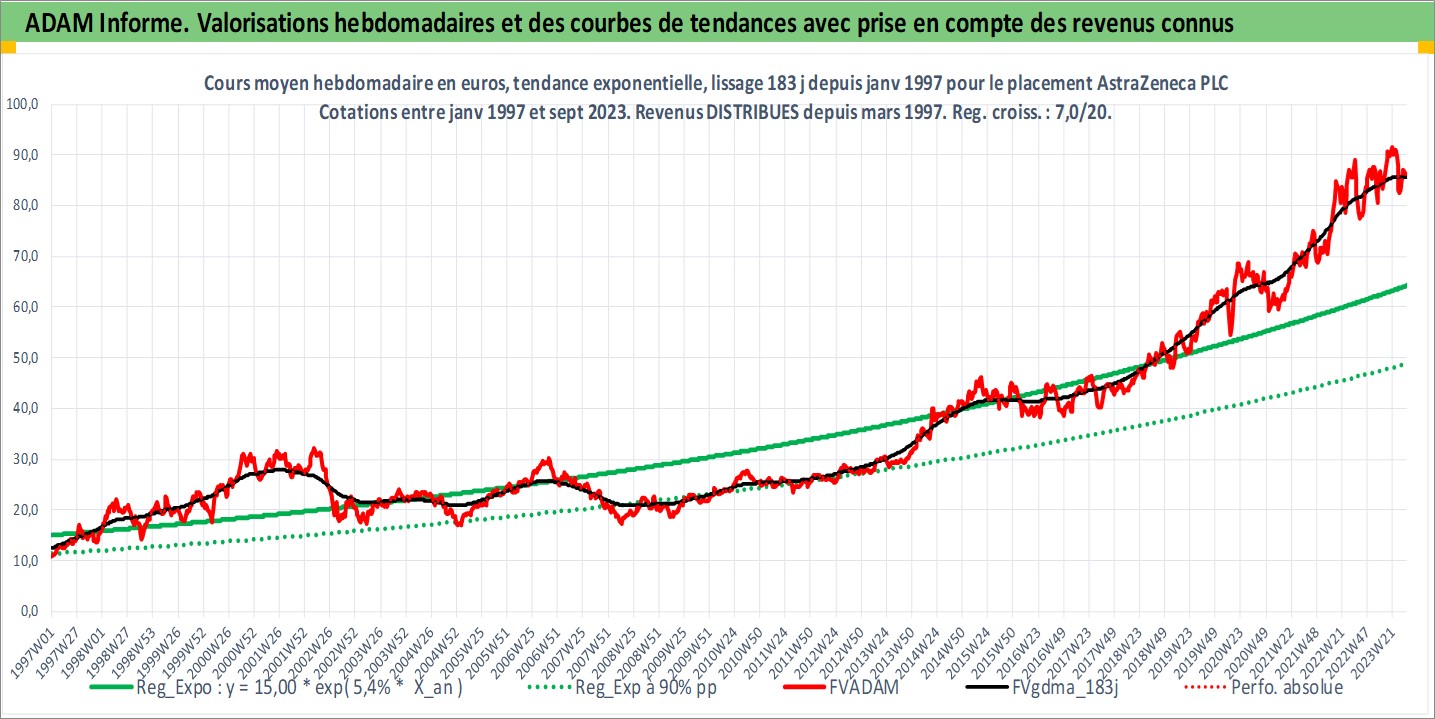 ADAM Informe. Valorisations hebdomadaires et des courbes de tendances avec prise en compte des revenus connus
Cours moyen hebdomadaire en euros, tendance exponentielle, lissage 183 j depuis janv 1997 pour le placement AstraZeneca PLC
Cotations entre janv 1997 et sept 2023. Revenus DISTRIBUES depuis mars 1997. Reg. croiss. : 7,0/20.
100,0
90,0
80,0
70,0
60,0
50,0
40,0
30,0
20,0
10,0
0,0
1997W01 1997W27 1998W01 1998W27 1998W53 1999W26 1999W52 2000W26 2000W52 2001W26 2001W52 2002W26 2002W52 2003W26 2003W52 2004W26 2004W52 2005W25 2005W51 2006W25 2006W51 2007W25 2007W51 2008W25 2008W51 2009W25 2009W51 2010W24 2010W50 2011W24 2011W50 2012W24 2012W50 2013W24 2013W50 2014W24 2014W50 2015W24 2015W50 2016W23 2016W49 2017W23 2017W49 2018W23 2018W49 2019W23 2019W49 2020W23 2020W49 2021W22 2021W48 2022W21 2022W47 2023W21
Reg_Expo : y = 15,00 * exp( 5,4% * X_an ) Reg_Exp à 90% pp FVADAM FVgdma_183j Perfo. absolue